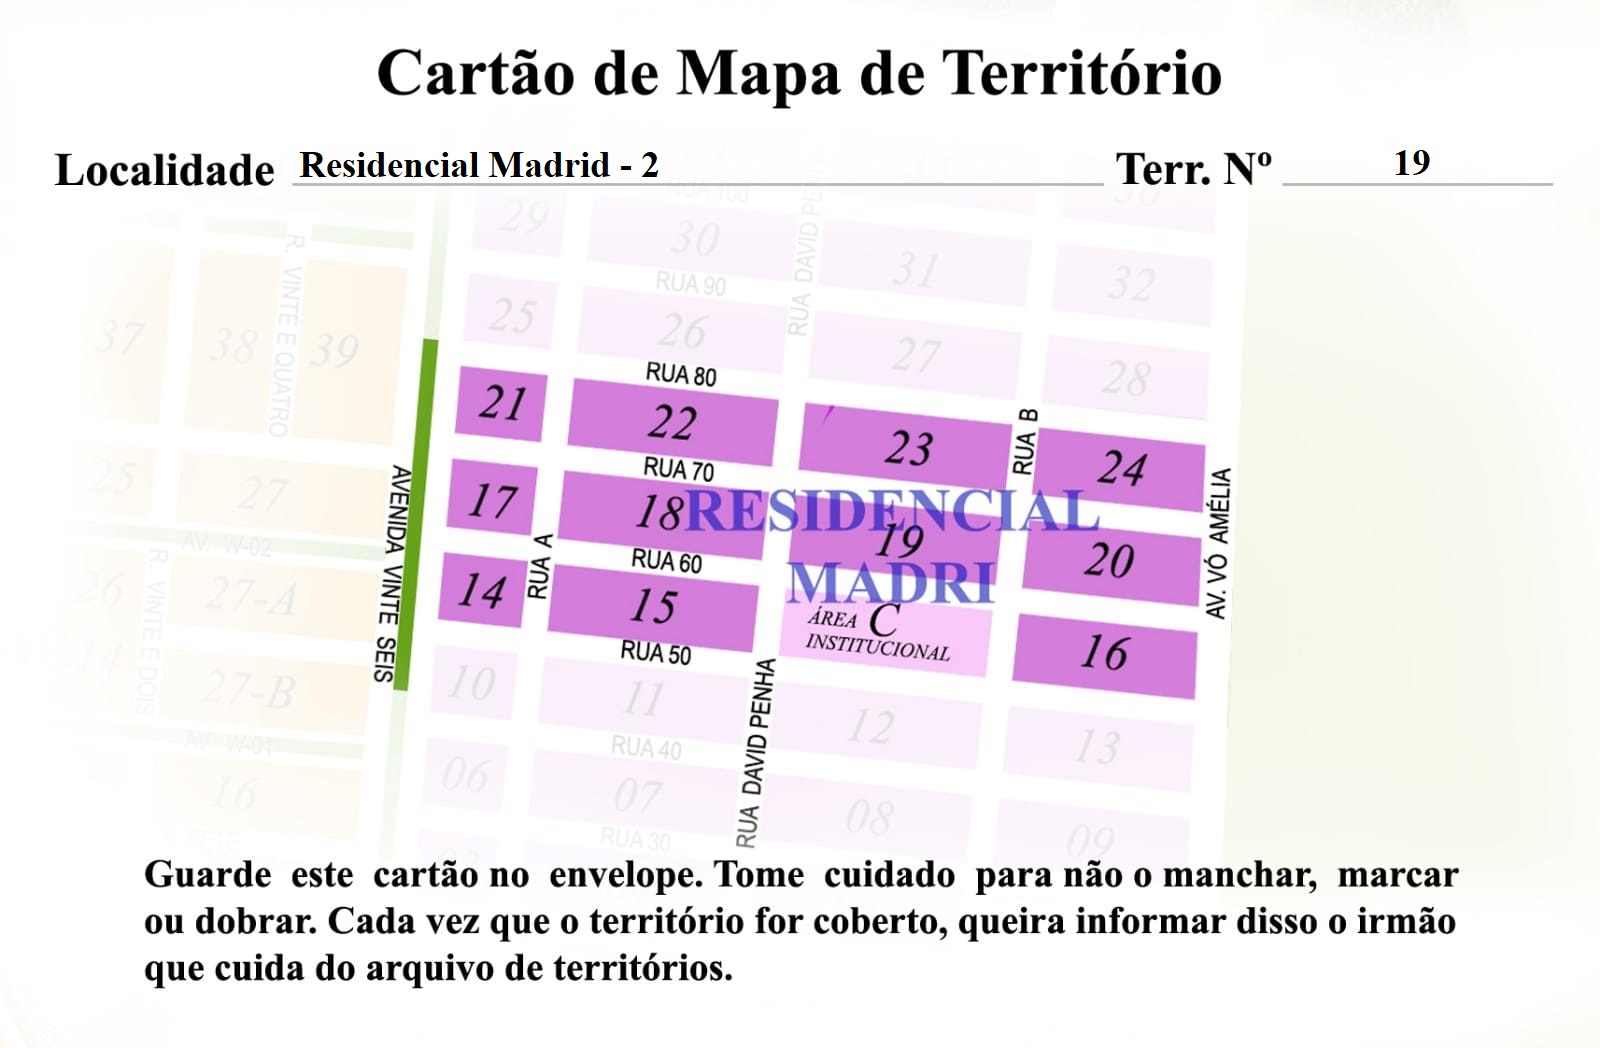 Cartão de Mapa de Território
Localidade Residencial Madrid - 2 Terr. Nº 19
RUA 100
29
30
31
32
R. VINTE E QUATRO
RUA DAVID PENHA
RUA 90
25
26
27
28
37
38
39
RUA 80
21
22
23
24
RUA B
RUA 70
17
18
19
20
RESIDENCIAL
MADRI
AVENIDA VINTE SEIS
RUA A
AV. VÓ AMÉLIA
25
27
AV. W-02
RUA 60
14
15
ÁREA C
INSTITUCIONAL
16
26
27-A
R. VINTE E DOIS
RUA 50
14
27-B
10
11
12
13
RUA DAVID PENHA
AV. W-01
RUA 40
16
06
07
08
09
RUA 30
Guarde este cartão no envelope. Tome cuidado para não o manchar, marcar
ou dobrar. Cada vez que o território for coberto, queira informar disso o irmão
que cuida do arquivo de territórios.